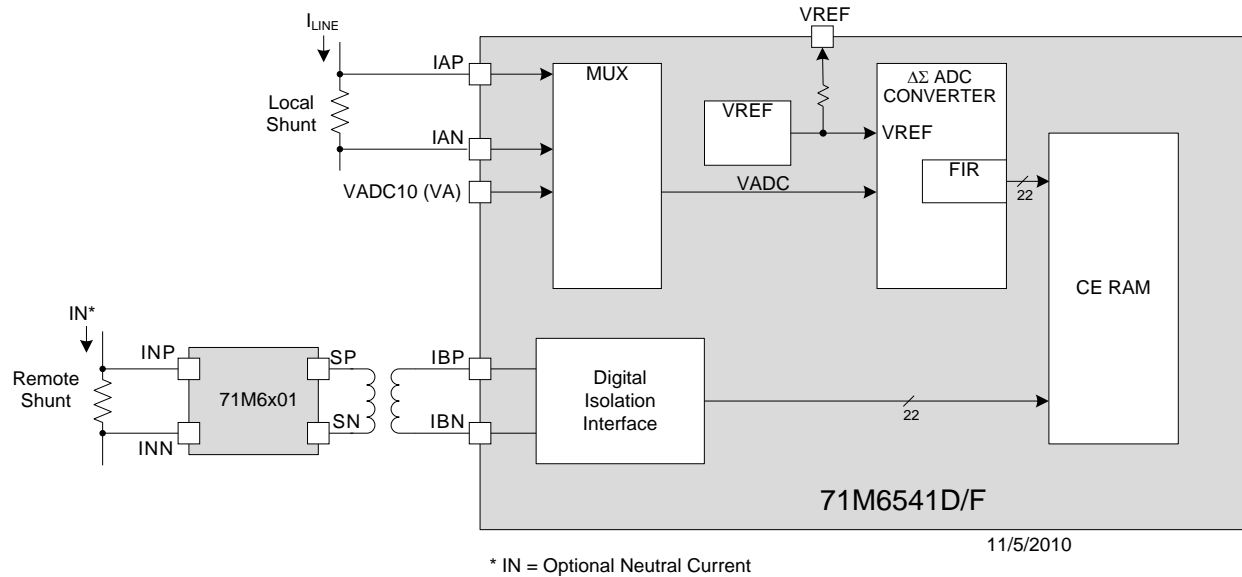 VREF
I_LINE
IAP
MUX
ΔΣ ADC
CONVERTER
Local
Shunt
VREF
VREF
FIR
IAN
22
VADC10 (VA)
VADC
CE RAM
IN*
INP
SP
IBP
Remote
Shunt
71M6x01
Digital
Isolation
Interface
22
SN
IBN
INN
71M6541D/F
11/5/2010
* IN = Optional Neutral Current